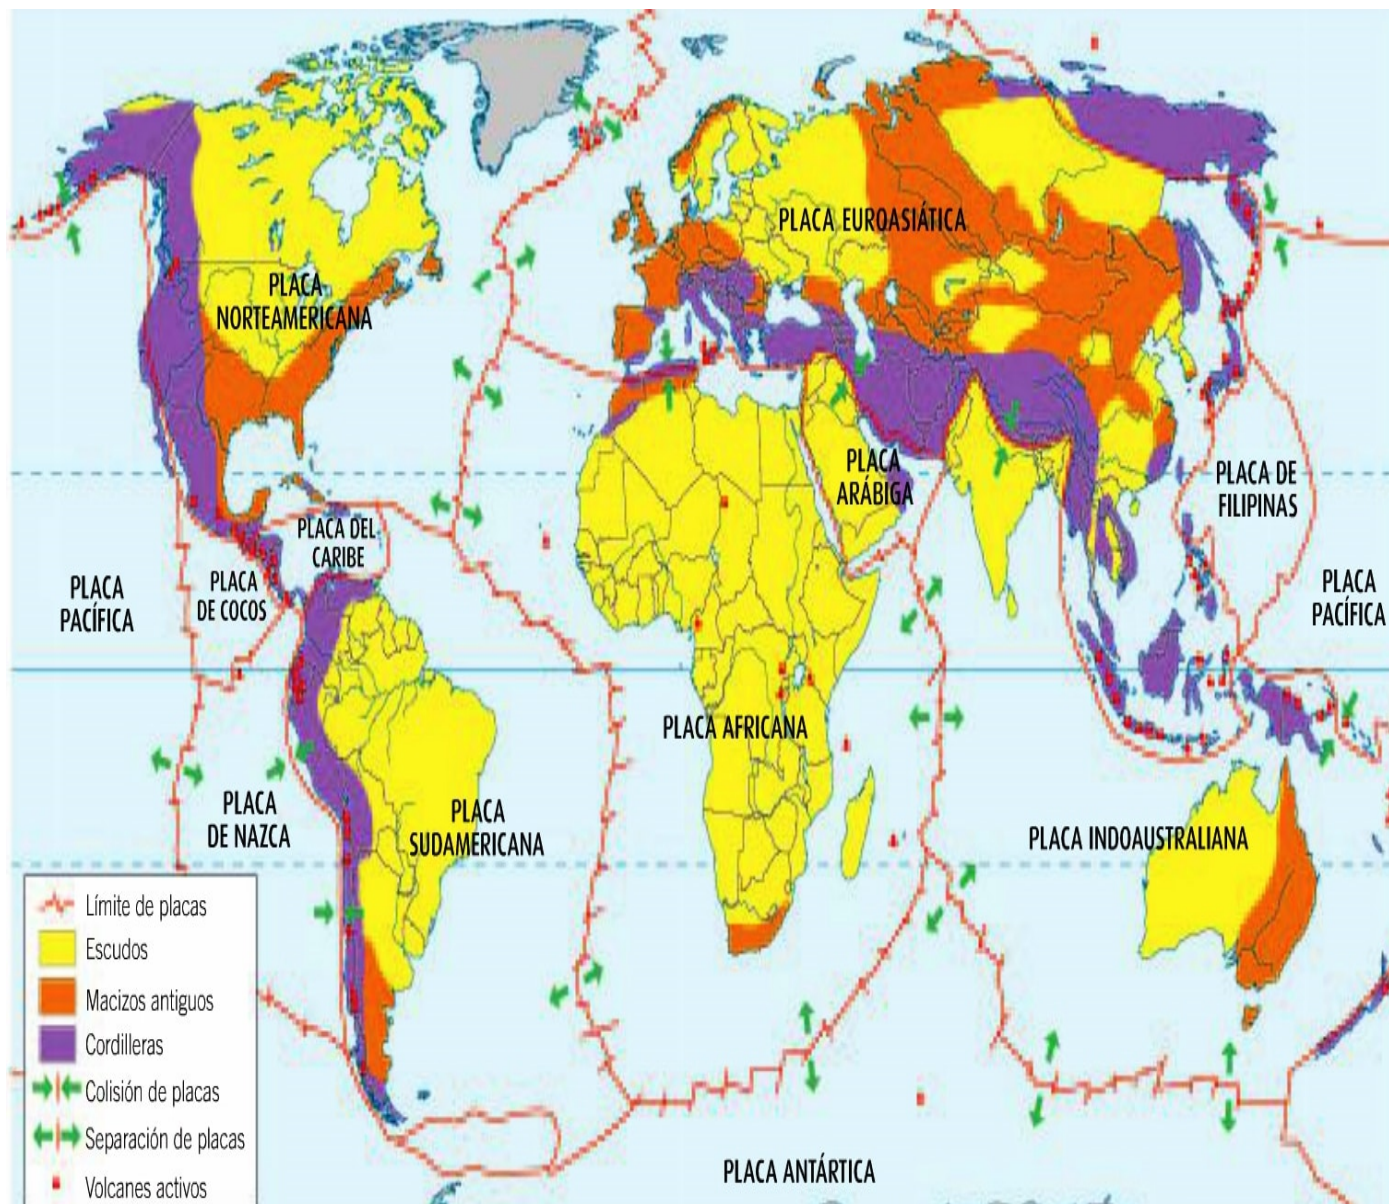 PLACA EUROASIÁTICA
PLACA
NORTEAMERICANA
PLACA
ARÁBIGA
PLACA DE
FILIPINAS
PLACA DEL
CARIBE
PLACA
DE COCOS
PLACA
PACÍFICA
PLACA
PACÍFICA
PLACA AFRICANA
PLACA
DE NAZCA
PLACA
SUDAMERICANA
PLACA INDOAUSTRALIANA
Límite de placas
Escudos
Macizos antiguos
Cordilleras
Colisión de placas
Separación de placas
Volcanes activos
PLACA ANTÁRTICA